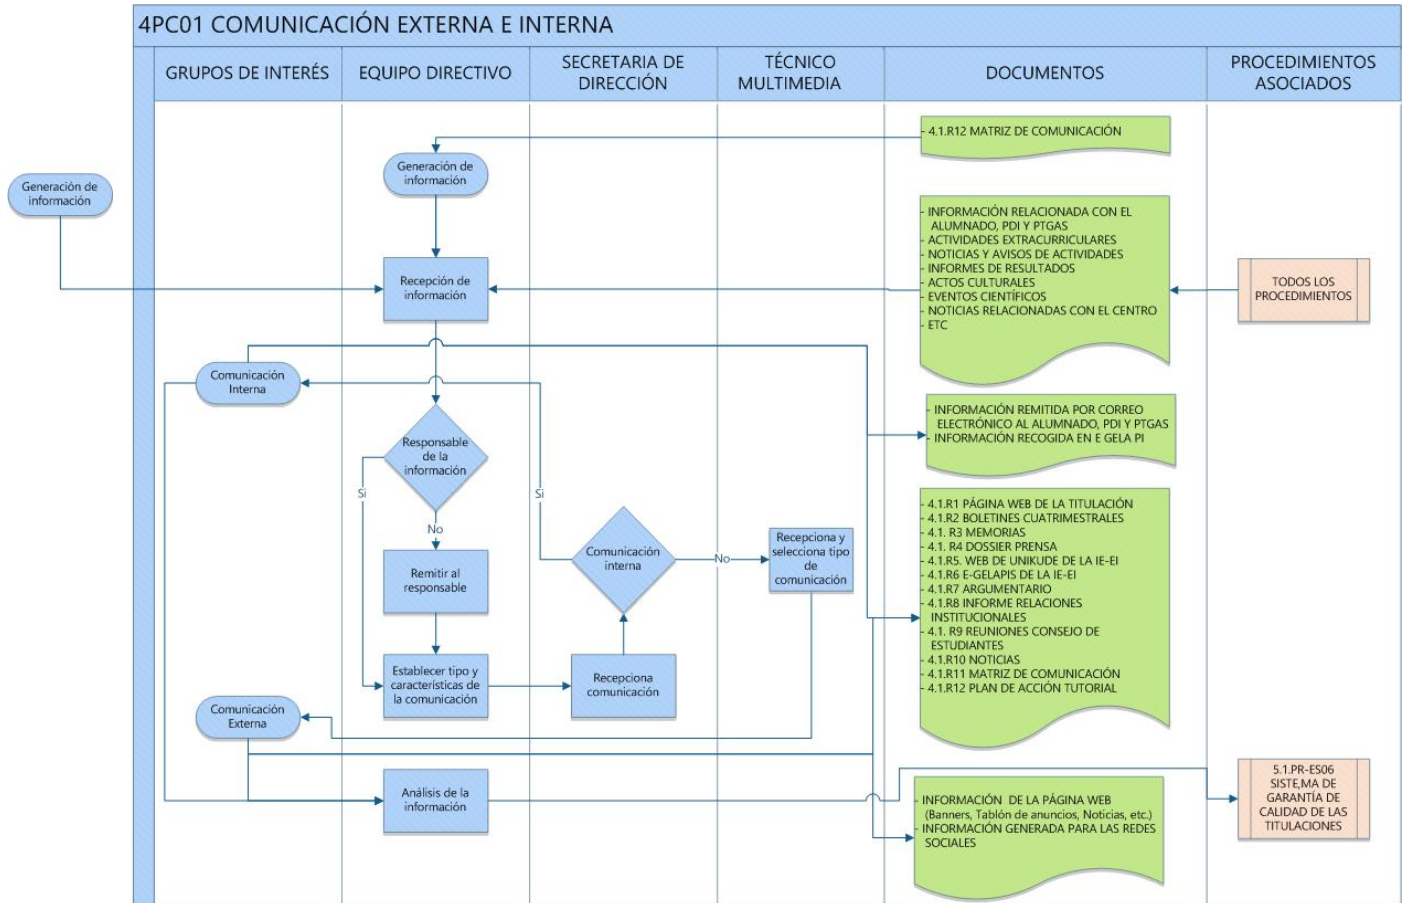 4PC01 COMUNICACIÓN EXTERNA E INTERNA
GRUPOS DE INTERÉS
EQUIPO DIRECTIVO
SECRETARIA DE
DIRECCIÓN
TÉCNICO
MULTIMEDIA
DOCUMENTOS
PROCEDIMIENTOS
ASOCIADOS
- 4.1.R12 MATRIZ DE COMUNICACIÓN
Generación de
información
Generación de
información
- INFORMACIÓN RELACIONADA CON EL
ALUMNADO, PDI Y PTGAS
- ACTIVIDADES EXTRACURRICULARES
- NOTICIAS Y AVISOS DE ACTIVIDADES
- INFORMES DE RESULTADOS
- ACTOS CULTURALES
- EVENTOS CIENTÍFICOS
- NOTICIAS RELACIONADAS CON EL CENTRO
- ETC
Recepción de
información
TODOS LOS
PROCEDIMIENTOS
Comunicación
Interna
- INFORMACIÓN REMITIDA POR CORREO
ELECTRÓNICO AL ALUMNADO, PDI Y PTGAS
- INFORMACIÓN RECOGIDA EN E GELA PI
Responsable
de la
información
Si
No
Si
Remitir al
responsable
Comunicación
interna
No
Recepciona y
selecciona tipo
de
comunicación
- 4.1.R1 PÁGINA WEB DE LA TITULACIÓN
- 4.1.R2 BOLETINES CUATRIMESTRALES
- 4.1. R3 MEMORIAS
- 4.1. R4 DOSSIER PRENSA
- 4.1.R5. WEB DE UNIKUDE DE LA IE-EI
- 4.1.R6 E-GELAPIS DE LA IE-EI
- 4.1.R7 ARGUMENTARIO
- 4.1.R8 INFORME RELACIONES
INSTITUCIONALES
- 4.1. R9 REUNIONES CONSEJO DE
ESTUDIANTES
- 4.1.R10 NOTICIAS
- 4.1.R11 MATRIZ DE COMUNICACIÓN
- 4.1.R12 PLAN DE ACCIÓN TUTORIAL
Establecer tipo y
características de
la comunicación
Recepciona
comunicación
Comunicación
Externa
Análisis de la
información
- INFORMACIÓN DE LA PÁGINA WEB
(Banners, Tablón de anuncios, Noticias, etc.)
- INFORMACIÓN GENERADA PARA LAS REDES
SOCIALES
5.1.PR-ES06
SISTE,MA DE
GARANTÍA DE
CALIDAD DE LAS
TITULACIONES